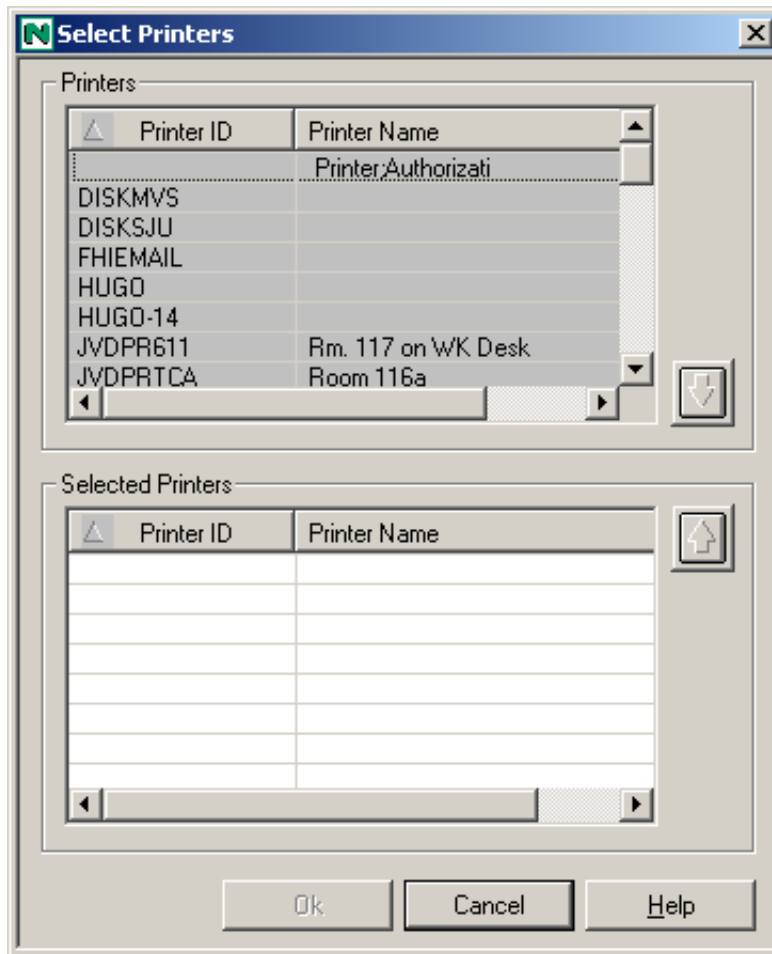 Select Printers
Printers
Printer ID Printer Name
Printer;Authorizati
DISKMVS
DISKSJU
FHIEMAIL
HUGO
HUGO-14
JVDPR611 Rm. 117 on WK Desk
JVDPRTCA Room 116a
Selected Printers
Printer ID Printer Name
Ok Cancel Help